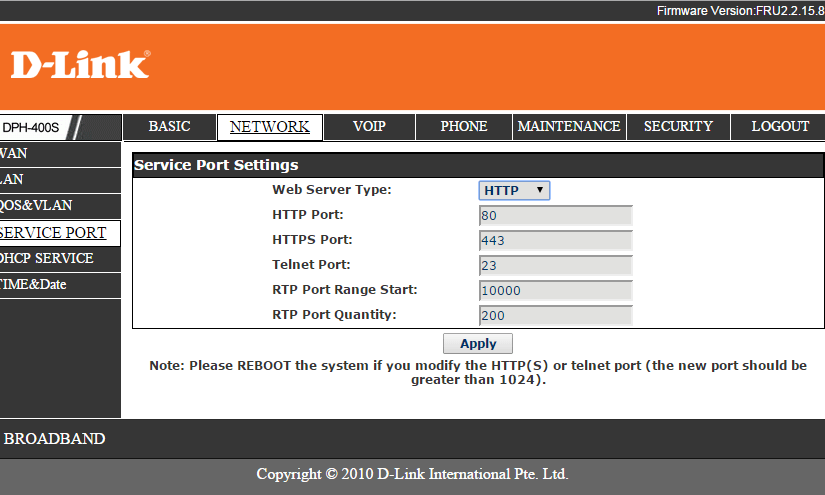 Firmware Version:FRU2.2.15.8
D-Link®
DPH-400S
BASIC NETWORK VOIP PHONE MAINTENANCE SECURITY LOGOUT
WAN
LAN
QOS&VLAN
SERVICE PORT
DHCP SERVICE
TIME&Date
Service Port Settings
Web Server Type: HTTP
HTTP Port: 80
HTTPS Port: 443
Telnet Port: 23
RTP Port Range Start: 10000
RTP Port Quantity: 200
Apply
Note: Please REBOOT the system if you modify the HTTP(S) or telnet port (the new port should be
greater than 1024).
BROADBAND
Copyright © 2010 D-Link International Pte. Ltd.